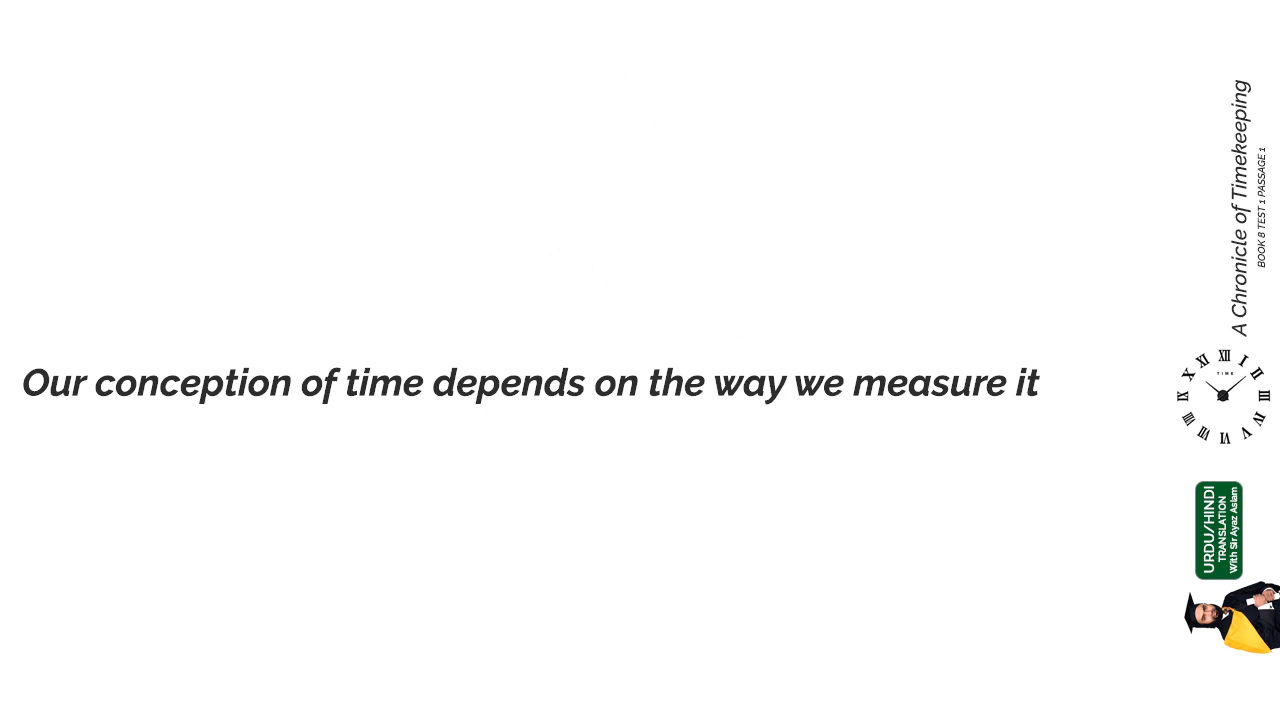 Our conception of time depends on the way we measure it
A Chronicle of Timekeeping
BOOK 8 TEST 1 PASSAGE 1
XII
I
II
III
IV
V
VI
VII
VIII
IX
X
XI
TIME
URDU/HINDI
TRANSLATION
With Sir Ayaz Aslam